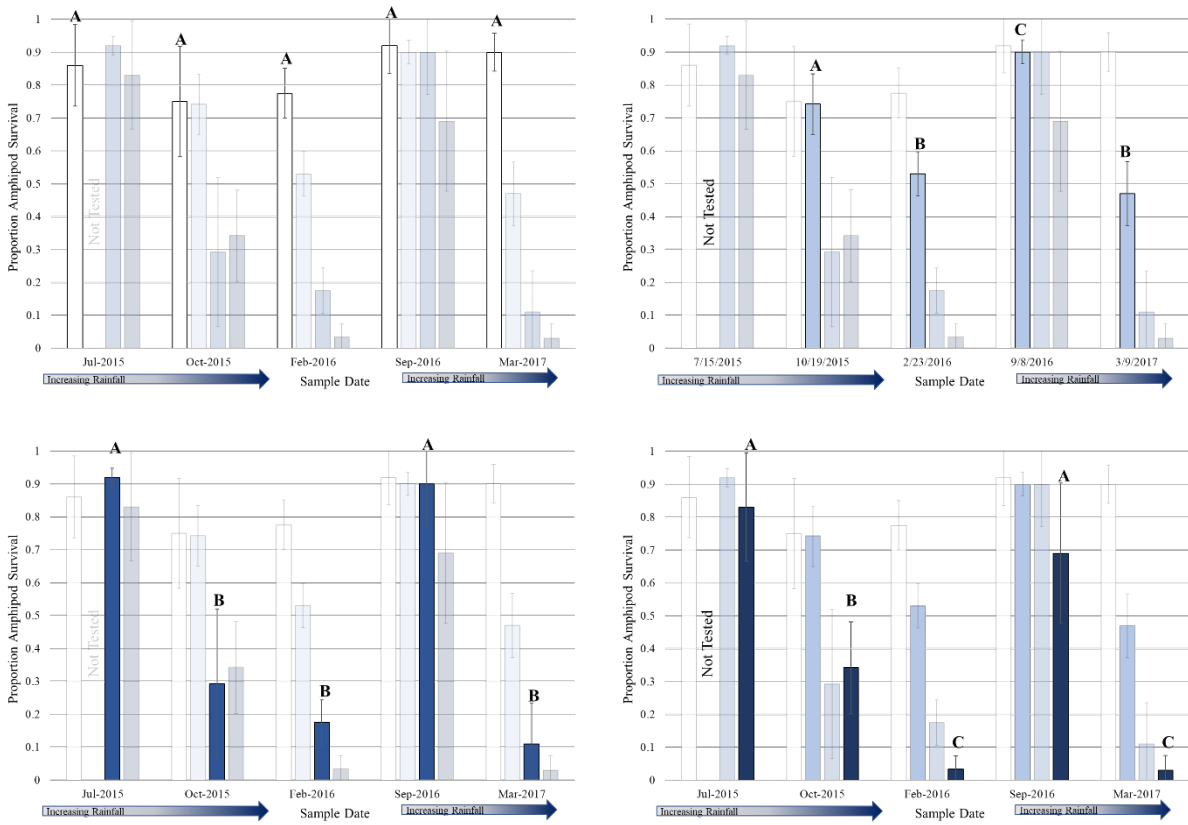 A A A A A
1
0.9
0.8
0.7
0.6
0.5
0.4
0.3
0.2
0.1
0
Proportion Amphipod Survival
Not Tested
Jul-2015 Oct-2015 Feb-2016 Sep-2016 Mar-2017
Increasing Rainfall Sample Date Increasing Rainfall
A B C B
1
0.9
0.8
0.7
0.6
0.5
0.4
0.3
0.2
0.1
0
Proportion Amphipod Survival
Not Tested
7/15/2015 10/19/2015 2/23/2016 9/8/2016 3/9/2017
Increasing Rainfall Sample Date Increasing Rainfall
A B B A B
1
0.9
0.8
0.7
0.6
0.5
0.4
0.3
0.2
0.1
0
Proportion Amphipod Survival
Not Tested
Jul-2015 Oct-2015 Feb-2016 Sep-2016 Mar-2017
Increasing Rainfall Sample Date Increasing Rainfall
A B C A C
1
0.9
0.8
0.7
0.6
0.5
0.4
0.3
0.2
0.1
0
Proportion Amphipod Survival
Not Tested
Jul-2015 Oct-2015 Feb-2016 Sep-2016 Mar-2017
Increasing Rainfall Sample Date Increasing Rainfall